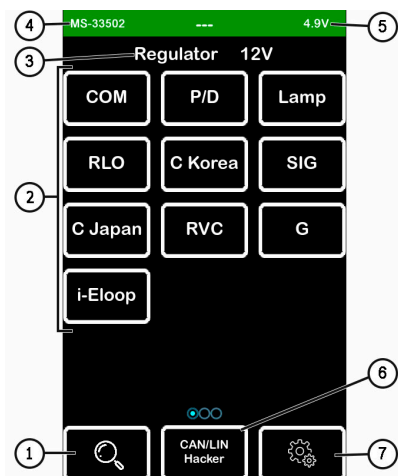 4 MS-33502 --- 4.9V 5
3 Regulator 12V
COM P/D Lamp
RLO C Korea SIG
2
C Japan RVC G
i-Eloop
6
1 CAN/LIN 7
Hacker